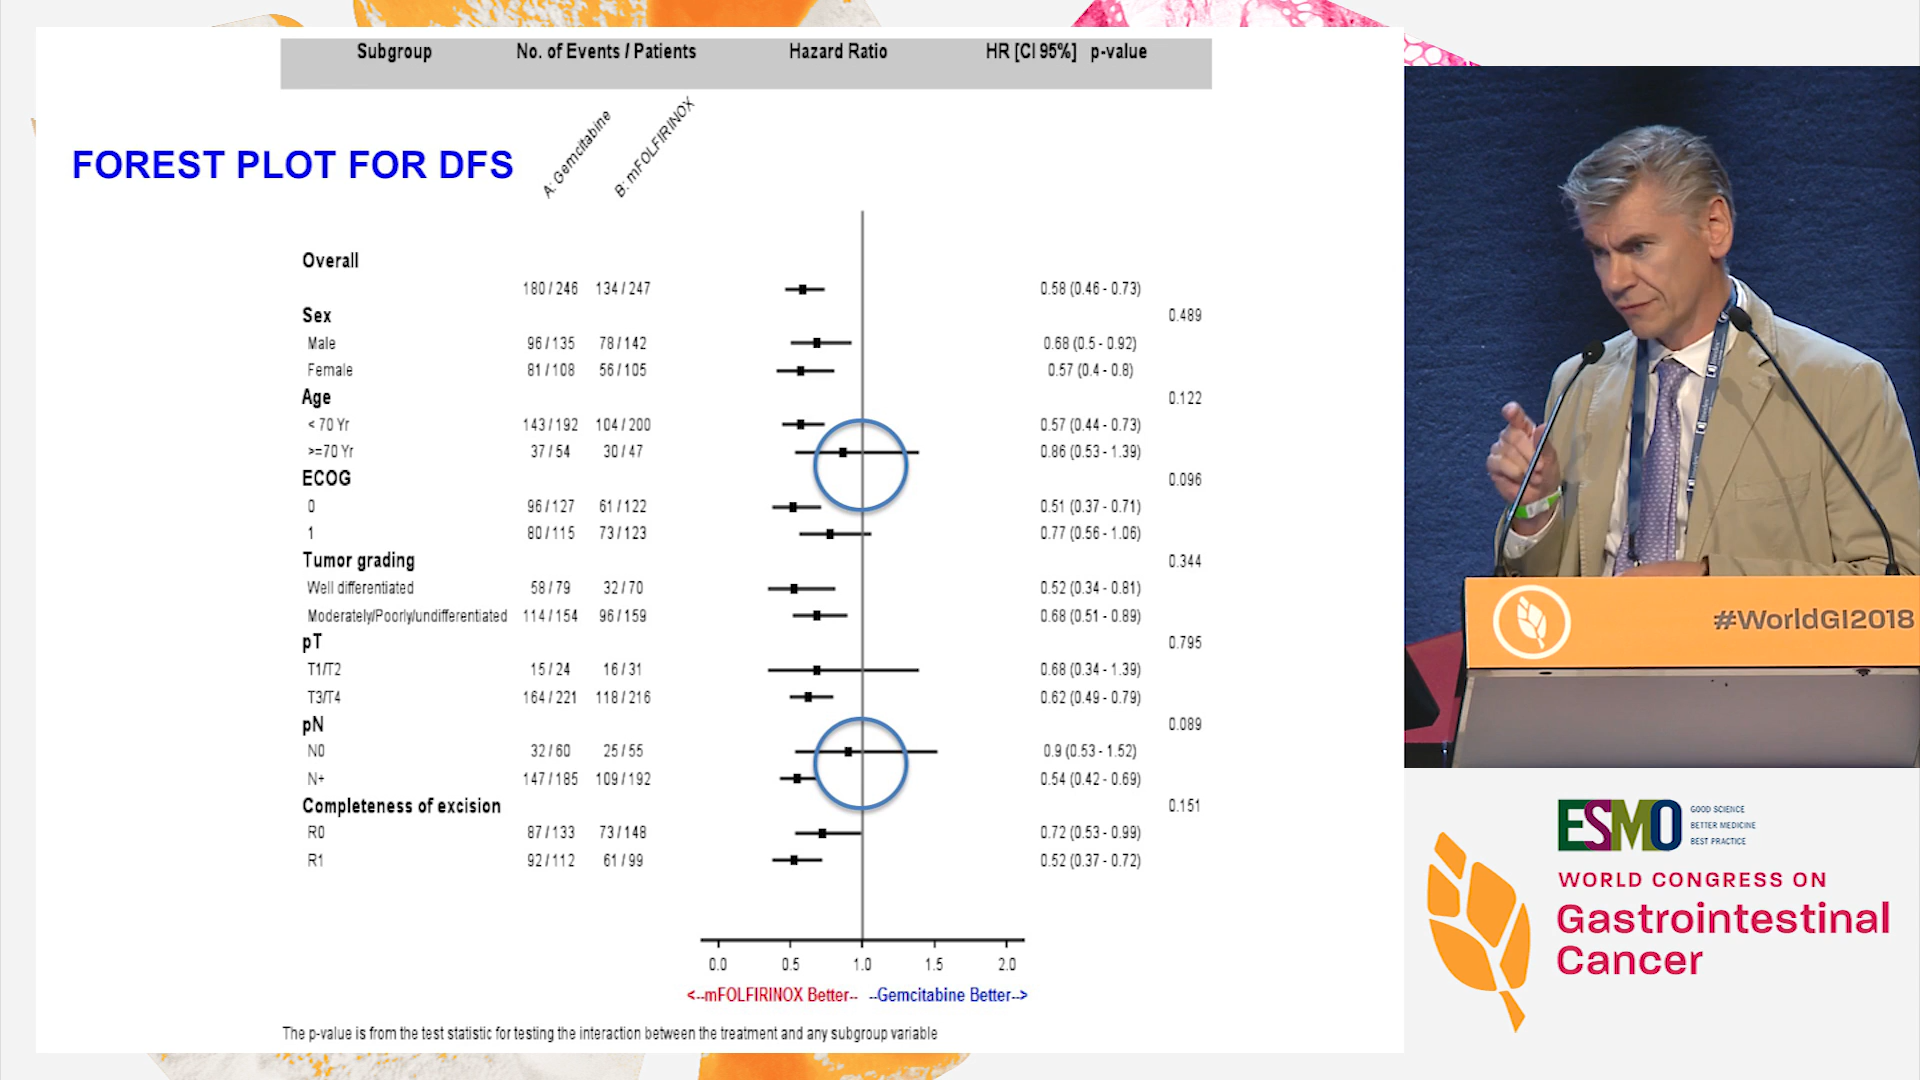 Subgroup No. of Events / Patients Hazard Ratio HR [CI 95%] p-value
A: Gemcitabine B: mFOLFIRINOX
FOREST PLOT FOR DFS
Overall
180 / 246 134 / 247 0.58 (0.46 - 0.73)
Sex 0.489
Male 96 / 135 78 / 142 0.68 (0.5 - 0.92)
Female 81 / 108 56 / 105 0.57 (0.4 - 0.8)
Age 0.122
< 70 Yr 143 / 192 104 / 200 0.57 (0.44 - 0.73)
>=70 Yr 37 / 54 30 / 47 0.86 (0.53 - 1.39)
ECOG 0.096
0 96 / 127 61 / 122 0.51 (0.37 - 0.71)
1 80 / 115 73 / 123 0.77 (0.56 - 1.06)
Tumor grading 0.344
Well differentiated 58 / 79 32 / 70 0.52 (0.34 - 0.81)
Moderately/Poorly/undifferentiated 114 / 154 96 / 159 0.68 (0.51 - 0.89)
pT 0.795
T1/T2 15 / 24 16 / 31 0.68 (0.34 - 1.39)
T3/T4 164 / 221 118 / 216 0.62 (0.49 - 0.79)
pN 0.089
N0 32 / 60 25 / 55 0.9 (0.53 - 1.52)
N+ 147 / 185 109 / 192 0.54 (0.42 - 0.69)
Completeness of excision 0.151
R0 87 / 133 73 / 148 0.72 (0.53 - 0.99)
R1 92 / 112 61 / 99 0.52 (0.37 - 0.72)
0.0 0.5 1.0 1.5 2.0
<--mFOLFIRINOX Better-- --Gemcitabine Better-->
The p-value is from the test statistic for testing the interaction between the treatment and any subgroup variable
#WorldGI2018
ESMO
GOOD SCIENCE
BETTER MEDICINE
BEST PRACTICE
WORLD CONGRESS ON
Gastrointestinal
Cancer